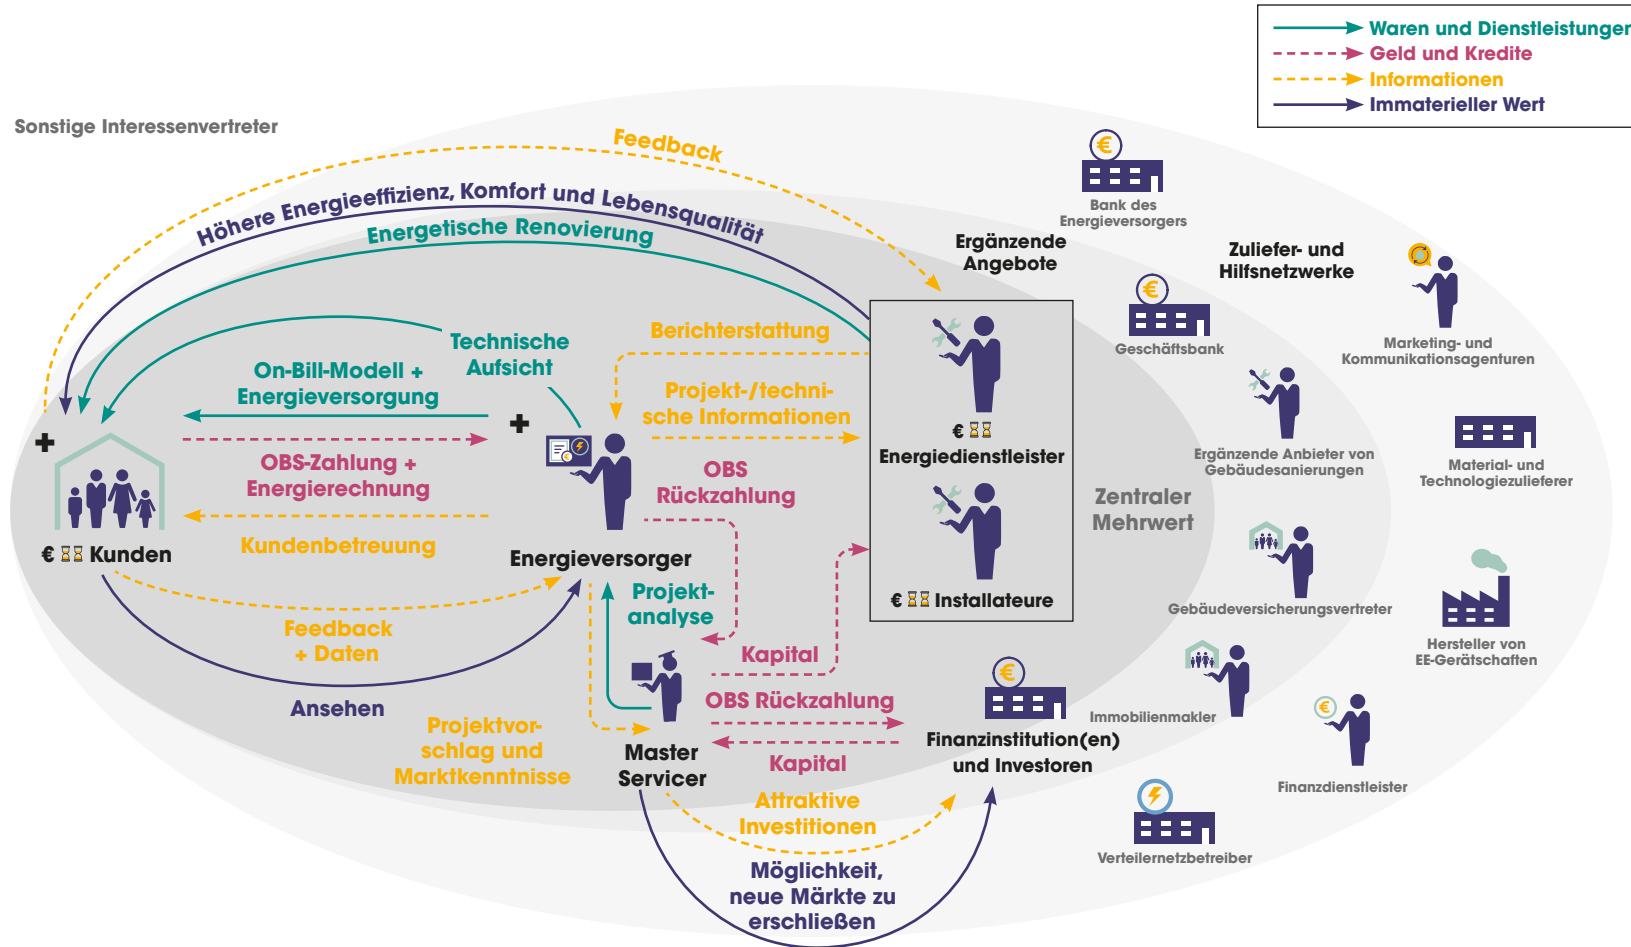 Waren und Dienstleistungen
Geld und Kredite
Informationen
Immaterieller Wert
Sonstige Interessenvertreter
Feedback
Höhere Energieeffizienz, Komfort und Lebensqualität
Energetische Renovierung
Bank des
Energieversorgers
Ergänzende
Angebote
Zuliefer- und
Hilfsnetzwerke
€
Geschäftsbank
€
Marketing- und
Kommunikationsagenturen
Technische
Aufsicht
Berichterstattung
On-Bill-Modell +
Energieversorgung
Projekt-/techni-
sche Informationen
+
+
€
Energiedienstleister
OBS-Zahlung +
Energierechnung
€
OBS
Rückzahlung
Ergänzende Anbieter von
Gebäudesanierungen
Material- und
Technologiezulieferer
Zentraler
Mehrwert
Kundenbetreuung
€ Kunden
Energieversorger
Projekt-
analyse
€ Installateure
Gebäudeversicherungsvertreter
Feedback
+ Daten
Hersteller von
EE-Gerätschaften
Kapital
€
Ansehen
OBS Rückzahlung
Immobilienmakler
€
Projektvor-
schlag und
Marktkenntnisse
Master
Servicer
Kapital
Finanzinstitution(en)
und Investoren
Finanzdienstleister
Attraktive
Investitionen
Verteilernetzbetreiber
Möglichkeit,
neue Märkte zu
erschließen